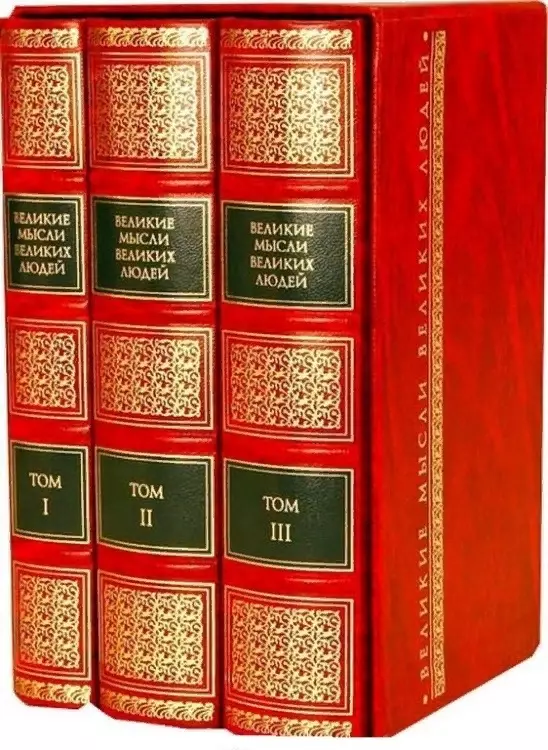 ВЕЛИКИЕ
МЫСЛИ
ВЕЛИКИХ
ЛЮДЕЙ
ТОМ
I
ВЕЛИКИЕ
МЫСЛИ
ВЕЛИКИХ
ЛЮДЕЙ
ТОМ
II
ВЕЛИКИЕ
МЫСЛИ
ВЕЛИКИХ
ЛЮДЕЙ
ТОМ
III
• ВЕЛИКИЕ МЫСЛИ ВЕЛИКИХ ЛЮДЕЙ •